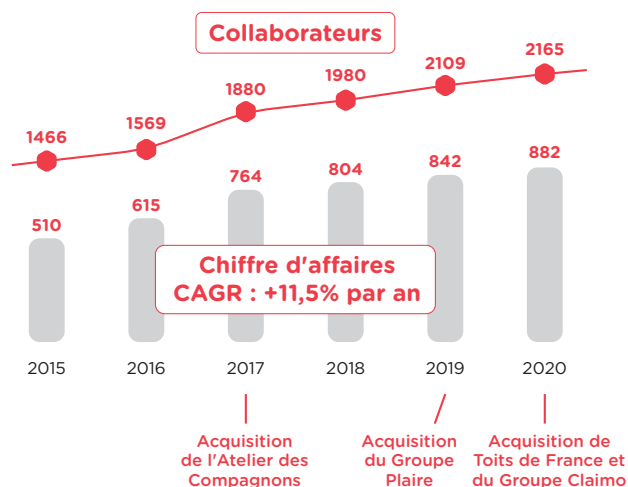 Collaborateurs
1466
1569
1880
1980
2109
2165
510
615
764
804
842
882
Chiffre d'affaires
CAGR : +11,5% par an
2015
2016
2017
2018
2019
2020
Acquisition
de l'Atelier des
Compagnons
Acquisition
du Groupe
Plaire
Acquisition de
Toits de France et
du Groupe Claimo